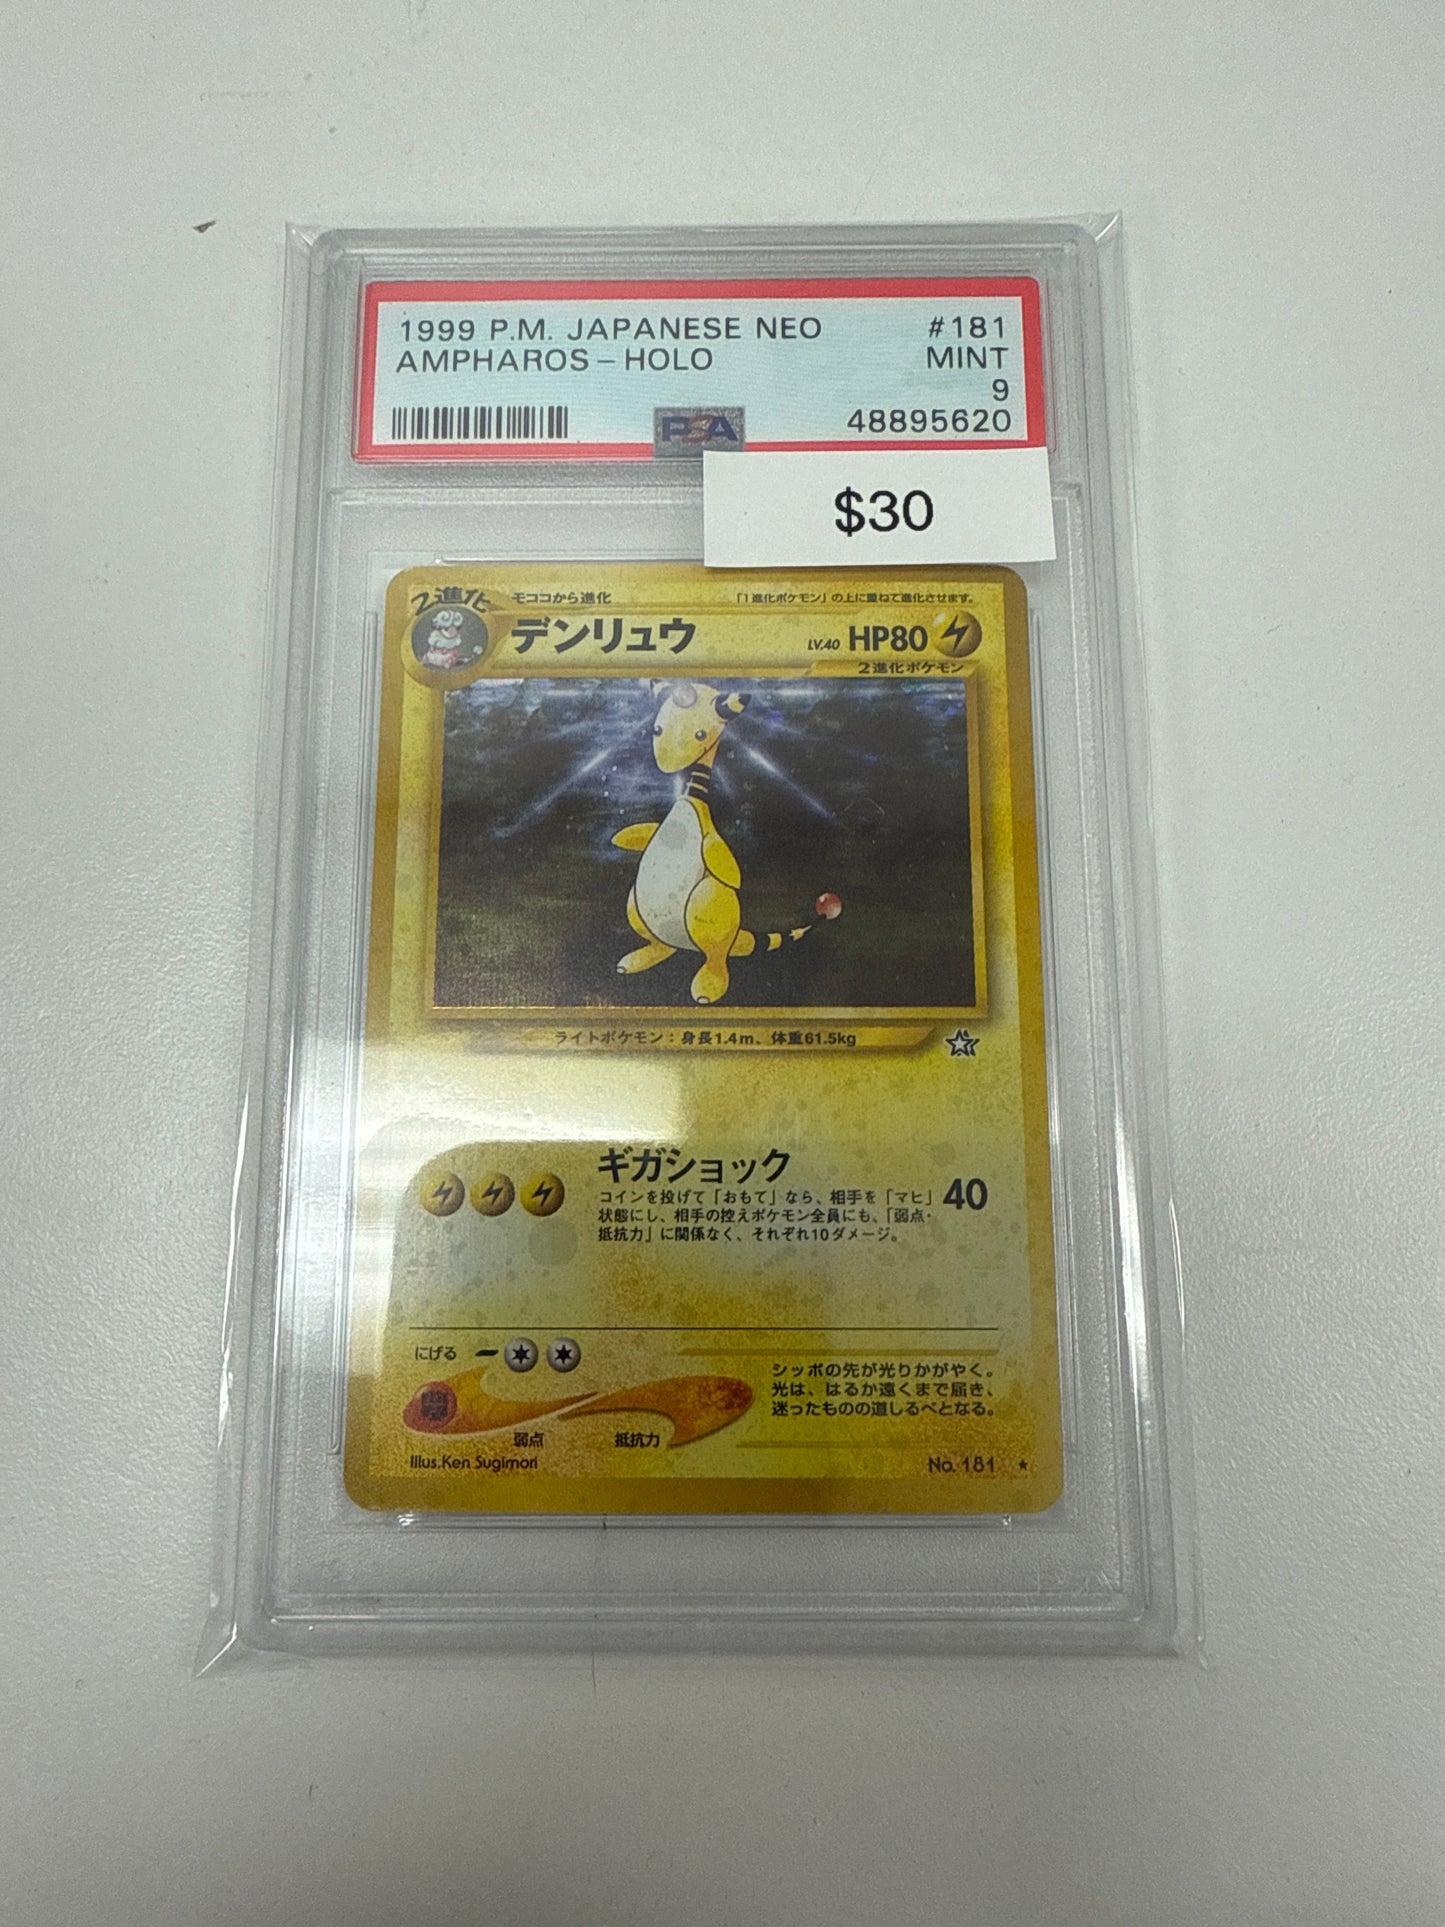 1999 P.M. JAPANESE NEO #181
AMPHAROS – HOLO MINT
9
PSA 48895620
$30
2進化 モココから進化 「1進化ポケモン」の上に重ねて進化させます。
デンリュウ LV.40 HP80
2進化ポケモン
ライトポケモン：身長1.4m、体重61.5kg
ギガショック
コインを投げて「おもて」なら、相手を「マヒ」 40
状態にし、相手の控えポケモン全員にも、「弱点・
抵抗力」に関係なく、それぞれ10ダメージ。
にげる
シッポの先が光りかがやく。
光は、はるか遠くまで届き、
迷ったものの道しるべとなる。
弱点 抵抗力
Illus.Ken Sugimori No. 181 ★